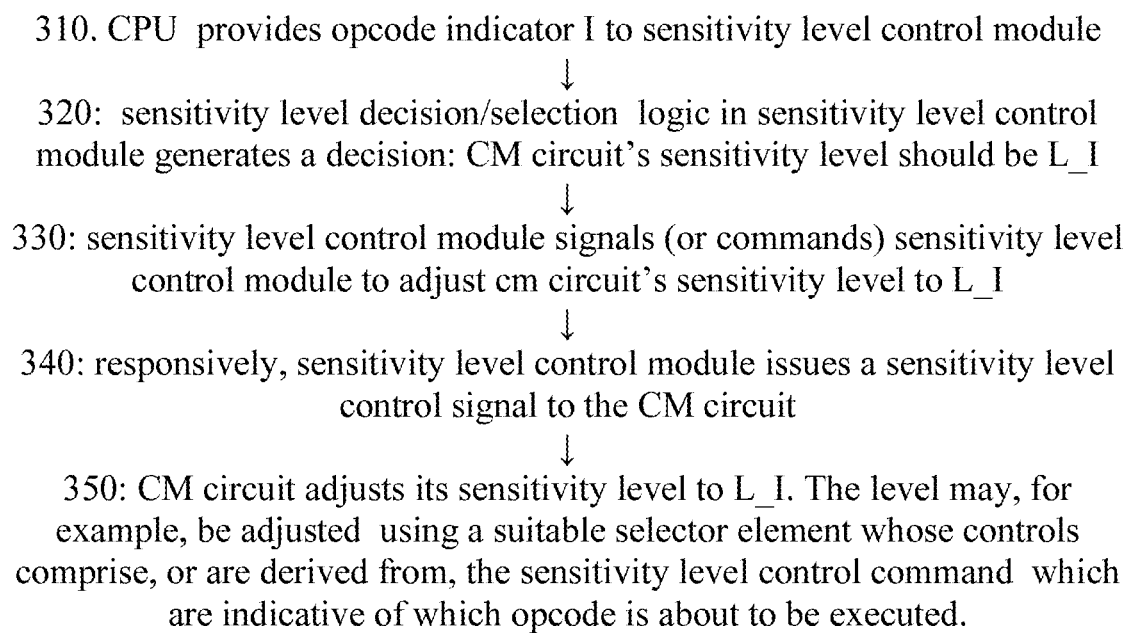 310. CPU provides opcode indicator I to sensitivity level control module
↓
320: sensitivity level decision/selection logic in sensitivity level control
module generates a decision: CM circuit's sensitivity level should be L_I
↓
330: sensitivity level control module signals (or commands) sensitivity level
control module to adjust cm circuit's sensitivity level to L_I
↓
340: responsively, sensitivity level control module issues a sensitivity level
control signal to the CM circuit
↓
350: CM circuit adjusts its sensitivity level to L_I. The level may, for
example, be adjusted using a suitable selector element whose controls
comprise, or are derived from, the sensitivity level control command which
are indicative of which opcode is about to be executed.